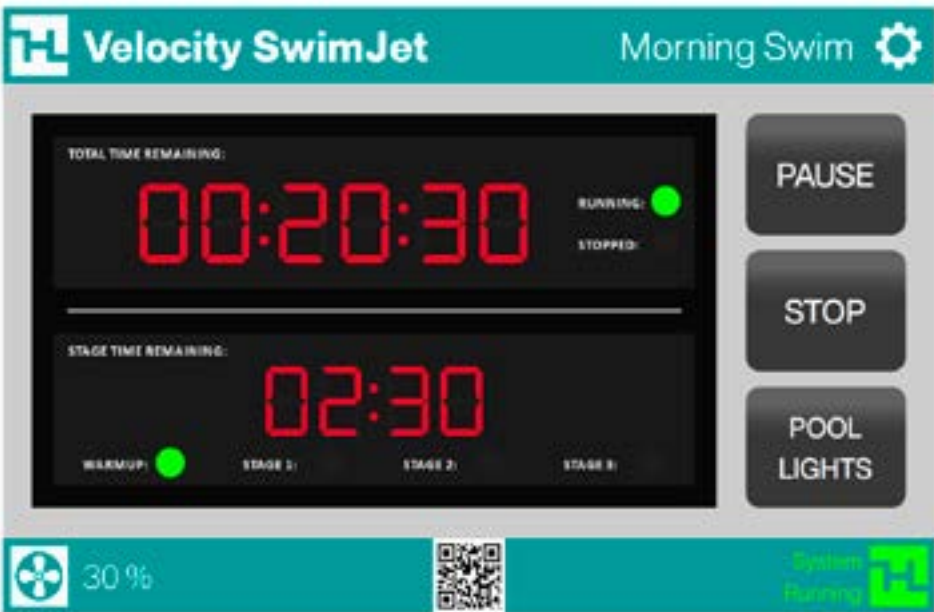 Velocity SwimJet
Morning Swim
TOTAL TIME REMAINING:
00:20:30
RUNNING:
STOPPED:
PAUSE
STOP
STAGE TIME REMAINING:
02:30
WARMUP:
STAGE 1:
STAGE 2:
STAGE 3:
POOL
LIGHTS
30 %
System
Running